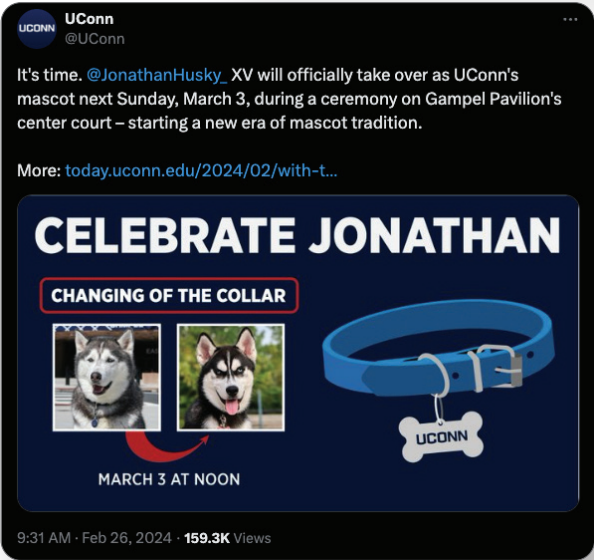 UCONN
UConn
@UConn
It's time. @JonathanHusky_ XV will officially take over as UConn's
mascot next Sunday, March 3, during a ceremony on Gampel Pavilion's
center court – starting a new era of mascot tradition.
More: today.uconn.edu/2024/02/with-t...
CELEBRATE JONATHAN
CHANGING OF THE COLLAR
UCONN
MARCH 3 AT NOON
9:31 AM · Feb 26, 2024 · 159.3K Views